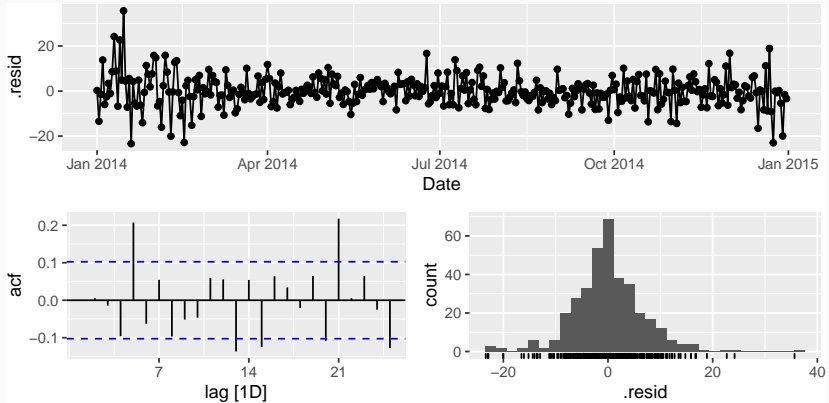 20
0
−20
.resid
Jan 2014
Apr 2014
Jul 2014
Oct 2014
Jan 2015
Date
0.2
0.1
0.0
−0.1
acf
7
14
21
lag [1D]
60
40
20
0
count
−20
0
20
40
.resid